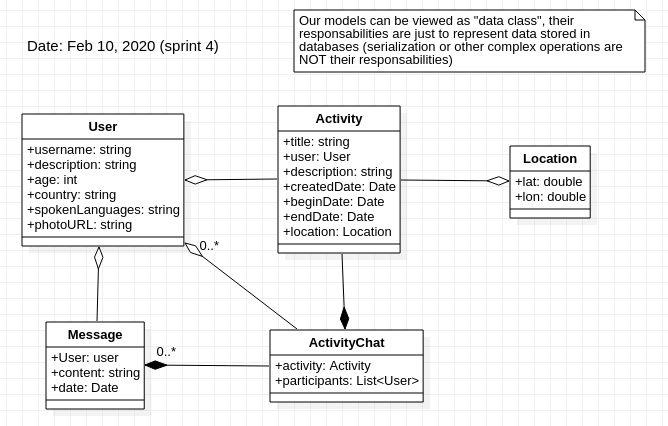 Date: Feb 10, 2020 (sprint 4)
Our models can be viewed as "data class", their
responsabilities are just to represent data stored in
databases (serialization or other complex operations are
NOT their responsabilities)
User
+username: string
+description: string
+age: int
+country: string
+spokenLanguages: string
+photoURL: string
Activity
+title: string
+user: User
+description: string
+createdDate: Date
+beginDate: Date
+endDate: Date
+location: Location
Location
+lat: double
+lon: double
0..*
Message
+User: user
+content: string
+date: Date
0..*
ActivityChat
+activity: Activity
+participants: List<User>